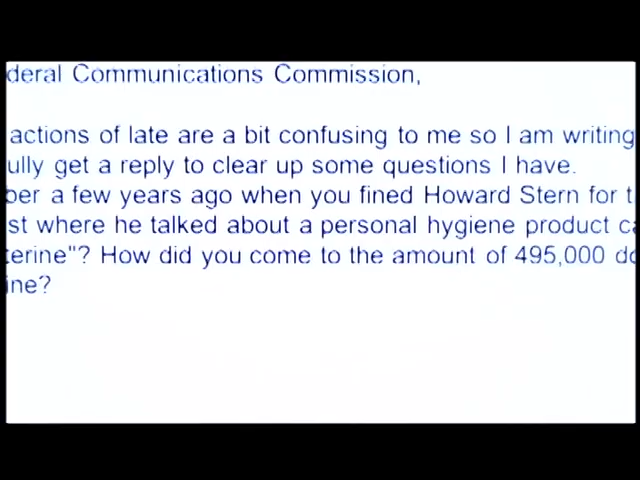 deral Communications Commission,
actions of late are a bit confusing to me so I am writing
ully get a reply to clear up some questions I have.
ber a few years ago when you fined Howard Stern for t
st where he talked about a personal hygiene product ca
terine"? How did you come to the amount of 495,000 do
ine?